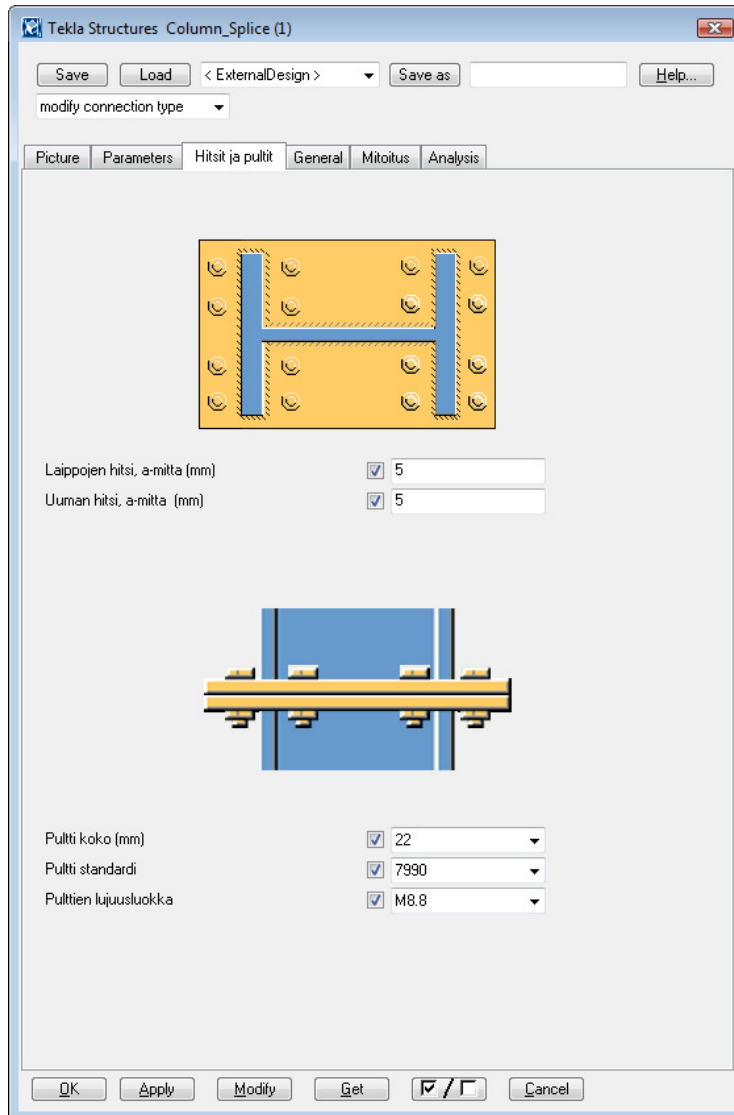 Tekla Structures Column_Splice (1)
Save Load < ExternalDesign > Save as Help...
modify connection type
Picture Parameters Hitsit ja pultit General Mitoitus Analysis
Laippojen hitsi, a-mitta (mm) 5
Uuman hitsi, a-mitta (mm) 5
Pultti koko (mm) 22
Pultti standardi 7990
Pulttien lujuusluokka M8.8
OK Apply Modify Get / Cancel